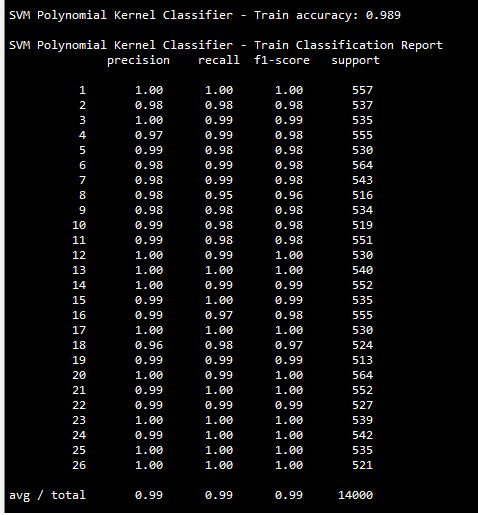 SVM Polynomial Kernel Classifier - Train accuracy: 0.989
SVM Polynomial Kernel Classifier - Train Classification Report
precision recall f1-score support
1 1.00 1.00 1.00 557
2 0.98 0.98 0.98 537
3 1.00 0.99 0.99 535
4 0.97 0.99 0.98 555
5 0.99 0.98 0.98 530
6 0.98 0.99 0.98 564
7 0.98 0.99 0.98 543
8 0.98 0.95 0.96 516
9 0.98 0.98 0.98 534
10 0.99 0.98 0.98 519
11 0.99 0.98 0.98 551
12 1.00 0.99 1.00 530
13 1.00 1.00 1.00 540
14 1.00 0.99 0.99 552
15 0.99 1.00 0.99 535
16 0.99 0.97 0.98 555
17 1.00 1.00 1.00 530
18 0.96 0.98 0.97 524
19 0.99 0.99 0.99 513
20 1.00 0.99 1.00 564
21 0.99 1.00 1.00 552
22 0.99 0.99 0.99 527
23 1.00 1.00 1.00 539
24 0.99 1.00 1.00 542
25 1.00 1.00 1.00 535
26 1.00 1.00 1.00 521
avg / total 0.99 0.99 0.99 14000